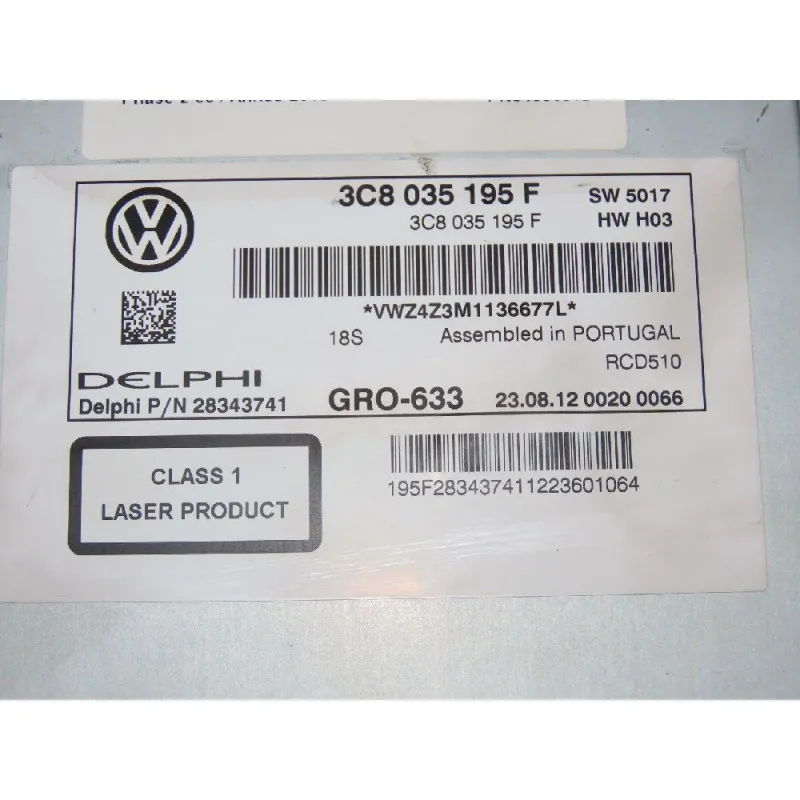 3C8 035 195 F SW 5017
3C8 035 195 F HW H03
*VWZ4Z3M1136677L*
18S Assembled in PORTUGAL
RCD510
DELPHI
Delphi P/N 28343741 GRO-633 23.08.12 0020 0066
CLASS 1
LASER PRODUCT
195F283437411223601064